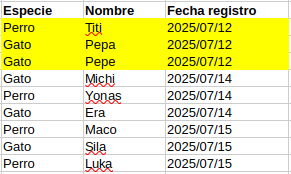 Especie Nombre Fecha registro
Perro Titi 2025/07/12
Gato Pepa 2025/07/12
Gato Pepe 2025/07/12
Gato Michi 2025/07/14
Perro Yonas 2025/07/14
Gato Era 2025/07/14
Perro Maco 2025/07/15
Gato Sila 2025/07/15
Perro Luka 2025/07/15